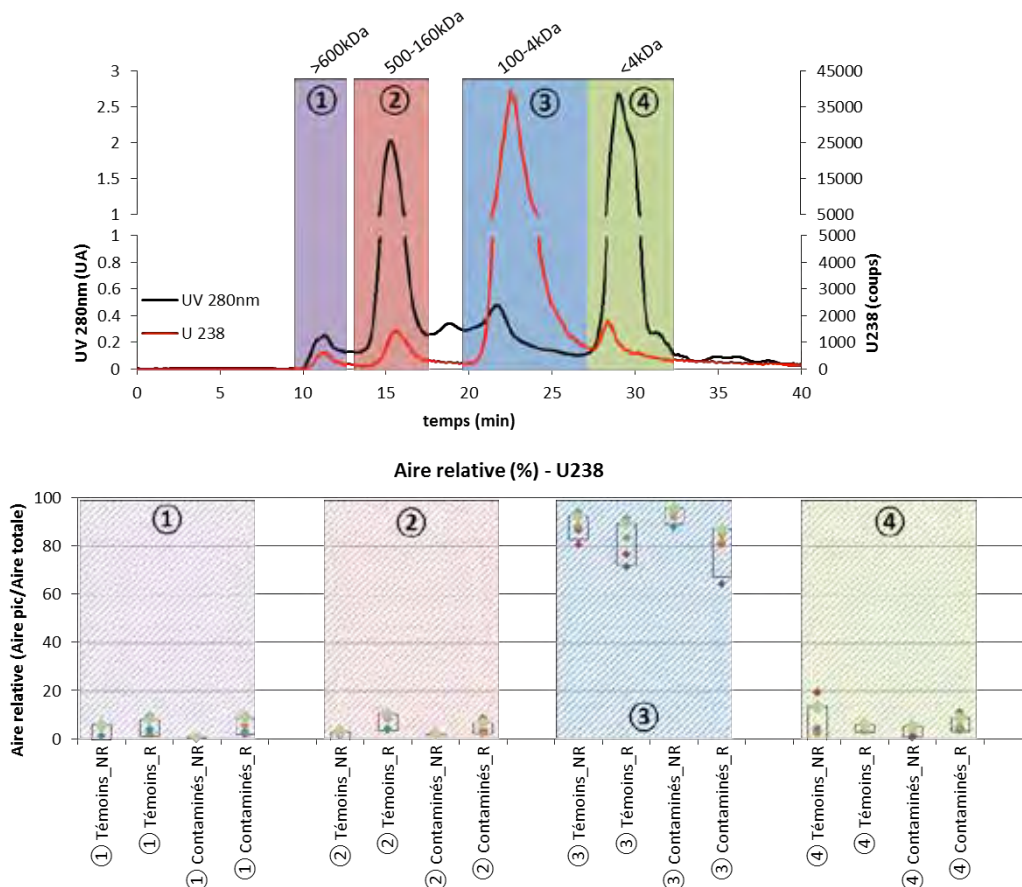 >600kDa
500-160kDa
100-4kDa
<4kDa
① ② ③ ④
3
2.5
2
1.5
1
1
0.8
0.6
0.4
0.2
0
UV 280nm (UA)
45000
35000
25000
15000
5000
5000
4000
3000
2000
1000
0
U238 (coups)
UV 280nm
U 238
0 5 10 15 20 25 30 35 40
temps (min)
Aire relative (%) - U238
Aire relative (Aire pic/Aire totale)
100
80
60
40
20
0
① ② ③ ④
① Témoins_NR
① Témoins_R
① Contaminés_NR
① Contaminés_R
② Témoins_NR
② Témoins_R
② Contaminés_NR
② Contaminés_R
③ Témoins_NR
③ Témoins_R
③ Contaminés_NR
③ Contaminés_R
④ Témoins_NR
④ Témoins_R
④ Contaminés_NR
④ Contaminés_R